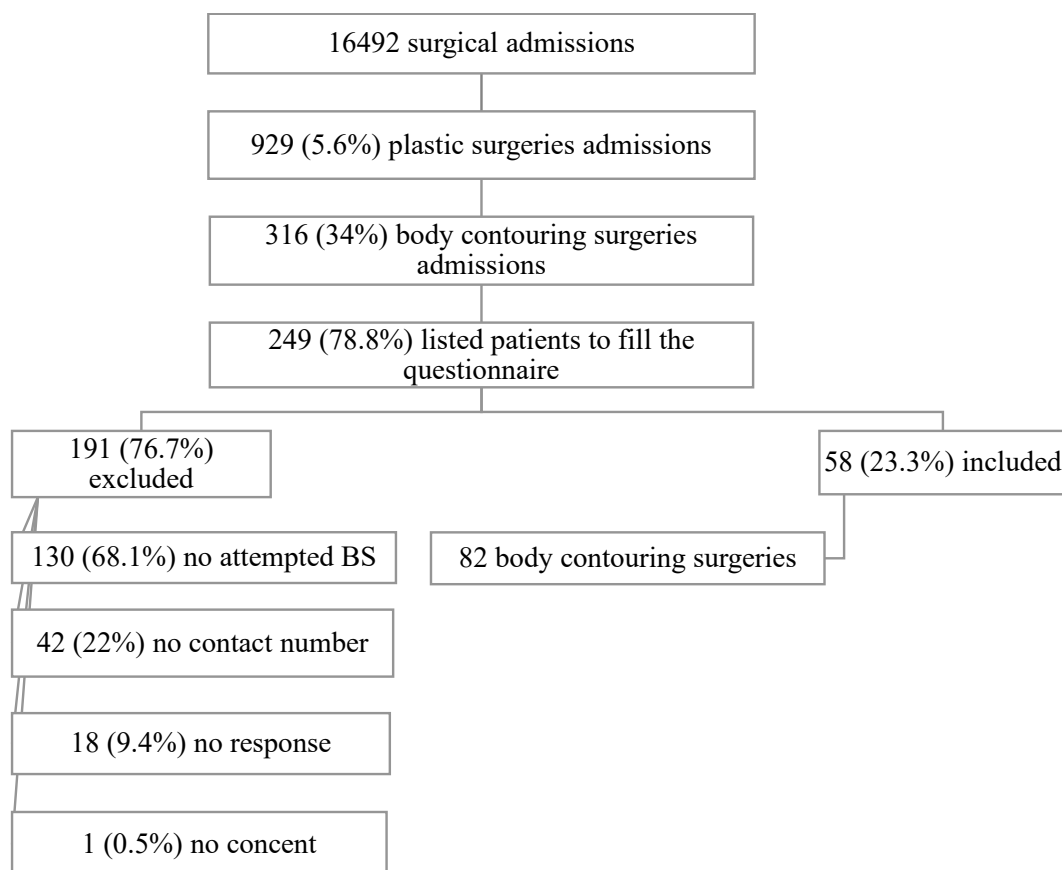 16492 surgical admissions
929 (5.6%) plastic surgeries admissions
316 (34%) body contouring surgeries
admissions
249 (78.8%) listed patients to fill the
questionnaire
191 (76.7%)
excluded
58 (23.3%) included
130 (68.1%) no attempted BS
82 body contouring surgeries
42 (22%) no contact number
18 (9.4%) no response
1 (0.5%) no concent